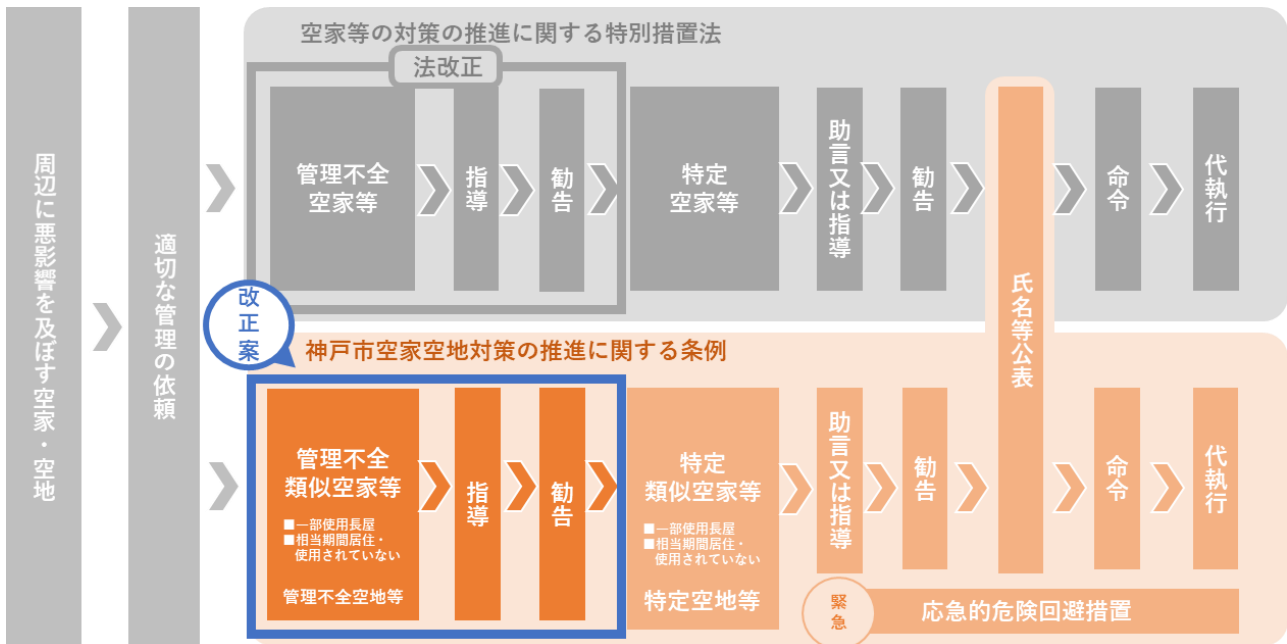 周辺に悪影響を及ぼす空家・空地
適切な管理の依頼
空家等の対策の推進に関する特別措置法
法改正
管理不全
空家等
指導
勧告
特定
空家等
助言又は指導
勧告
氏名等公表
命令
代執行
改正案
神戸市空家空地対策の推進に関する条例
管理不全
類似空家等
■一部使用長屋
■相当期間居住・
使用されていない
管理不全空地等
指導
勧告
特定
類似空家等
■一部使用長屋
■相当期間居住・
使用されていない
特定空地等
助言又は指導
勧告
命令
代執行
緊急
応急的危険回避措置